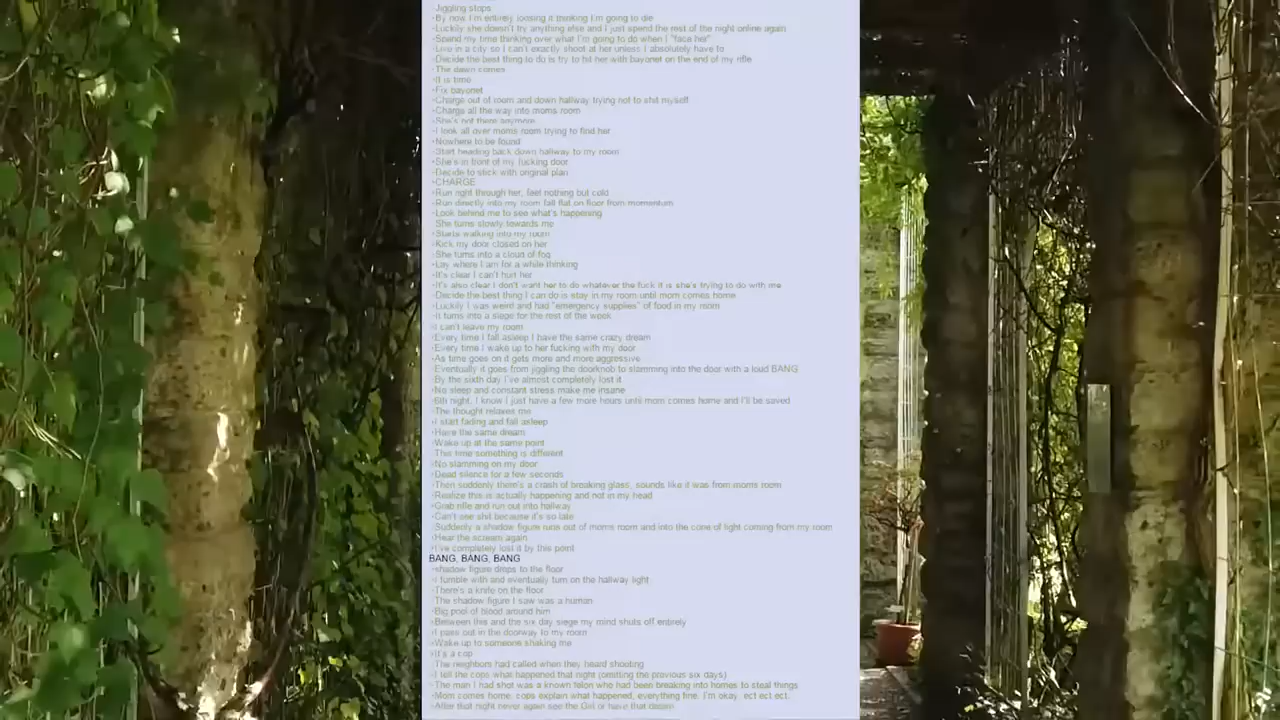 Jiggling stops
>By now I'm entirely loosing it thinking I'm going to die
>Luckily she doesn't try anything else and I just spend the rest of the night online again
>Spend my time thinking over what I'm going to do when I "face her"
>Live in a city so I can't exactly shoot at her unless I absolutely have to
>Decide the best thing to do is try to hit her with bayonet on the end of my rifle
>The dawn comes
>It is time
>Fix bayonet
>Charge out of room and down hallway trying not to shit myself
>Charge all the way into moms room
>She's not there anymore
>I look all over moms room trying to find her
>Nowhere to be found
>Start heading back down hallway to my room
>She's in front of my fucking door
>Decide to stick with original plan
>CHARGE
>Run right through her, feel nothing but cold
>Run directly into my room fall flat on floor from momentum
>Look behind me to see what's happening
>She turns slowly towards me
>Starts walking into my room
>Kick my door closed on her
>She turns into a cloud of fog
>Lay where I am for a while thinking
>It's clear I can't hurt her
>It's also clear I don't want her to do whatever the fuck it is she's trying to do with me
>Decide the best thing I can do is stay in my room until mom comes home
>Luckily I was weird and had "emergency supplies" of food in my room
>It turns into a siege for the rest of the week
>I can't leave my room
>Every time I fall asleep I have the same crazy dream
>Every time I wake up to her fucking with my door
>As time goes on it gets more and more aggressive
>Eventually it goes from jiggling the doorknob to slamming into the door with a loud BANG
>By the sixth day I've almost completely lost it
>No sleep and constant stress make me insane
>6th night, I know I just have a few more hours until mom comes home and I'll be saved
>The thought relaxes me
>I start fading and fall asleep
>Have the same dream
>Wake up at the same point
>This time something is different
>No slamming on my door
>Dead silence for a few seconds
>Then suddenly there's a crash of breaking glass, sounds like it was from moms room
>Realize this is actually happening and not in my head
>Grab rifle and run out into hallway
>Can't see shit because it's so late
>Suddenly a shadow figure runs out of moms room and into the cone of light coming from my room
>Hear the scream again
>I've completely lost it by this point
BANG, BANG, BANG
>shadow figure drops to the floor
>I fumble with and eventually turn on the hallway light
>There's a knife on the floor
>The shadow figure I saw was a human
>Big pool of blood around him
>Between this and the six day siege my mind shuts off entirely
>I pass out in the doorway to my room
>Wake up to someone shaking me
>It's a cop
>The neighbors had called when they heard shooting
>I tell the cops what happened that night (omitting the previous six days)
>The man I had shot was a known felon who had been breaking into homes to steal things
>Mom comes home, cops explain what happened, everything fine, I'm okay, ect ect ect
>After that night never again see the Girl or have that dream